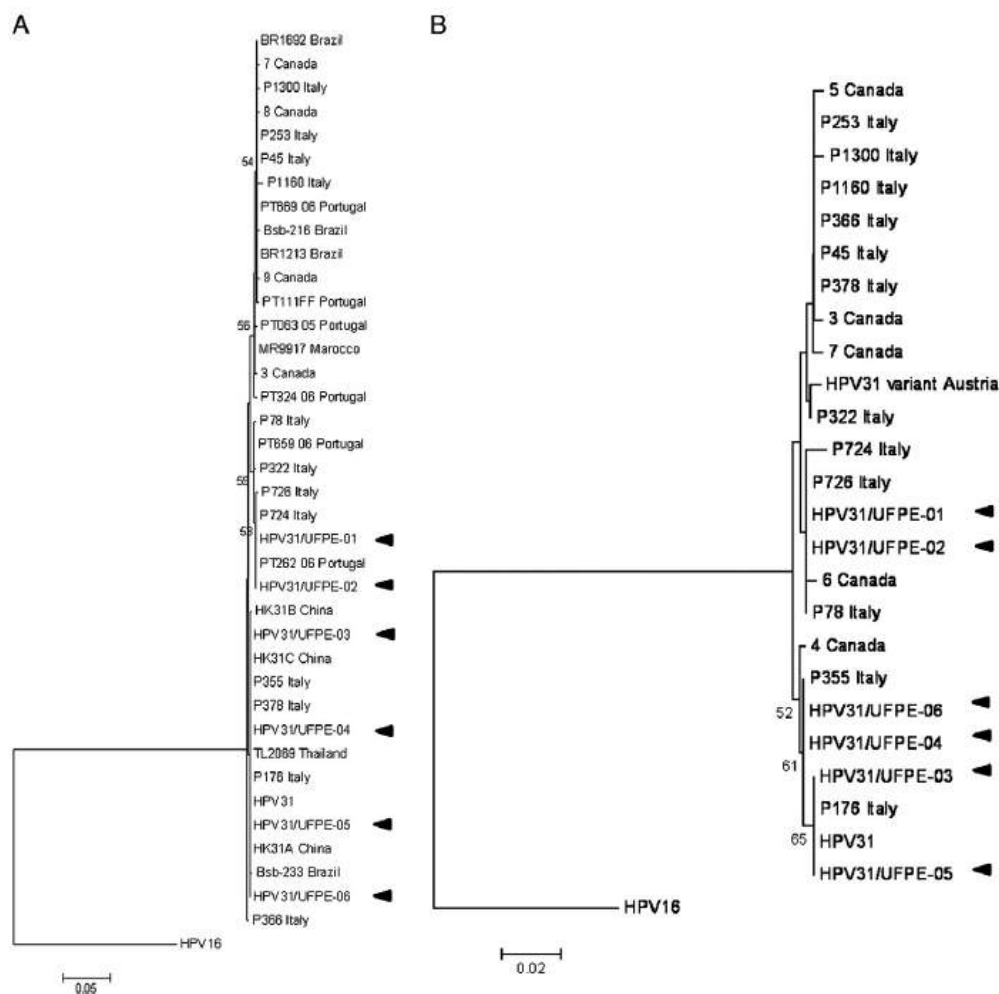 A
BR1692 Brazil
7 Canada
P1300 Italy
8 Canada
P253 Italy
54
P45 Italy
P1160 Italy
PT669 06 Portugal
Bsb-216 Brazil
BR1213 Brazil
9 Canada
PT111FF Portugal
56
PT063 05 Portugal
MR9917 Marocco
3 Canada
PT324 06 Portugal
P78 Italy
PT659 06 Portugal
P322 Italy
55
P726 Italy
P724 Italy
53
HPV31/UFPE-01
PT262 06 Portugal
HPV31/UFPE-02
HK31B China
HPV31/UFPE-03
HK31C China
P355 Italy
P378 Italy
HPV31/UFPE-04
TL2089 Thailand
P176 Italy
HPV31
HPV31/UFPE-05
HK31A China
Bsb-233 Brazil
HPV31/UFPE-06
P366 Italy
HPV16
0.05
B
5 Canada
P253 Italy
P1300 Italy
P1160 Italy
P366 Italy
P45 Italy
P378 Italy
3 Canada
7 Canada
HPV31 variant Austria
P322 Italy
P724 Italy
P726 Italy
HPV31/UFPE-01
HPV31/UFPE-02
6 Canada
P78 Italy
4 Canada
P355 Italy
52
HPV31/UFPE-06
HPV31/UFPE-04
61
HPV31/UFPE-03
P176 Italy
65
HPV31
HPV31/UFPE-05
HPV16
0.02